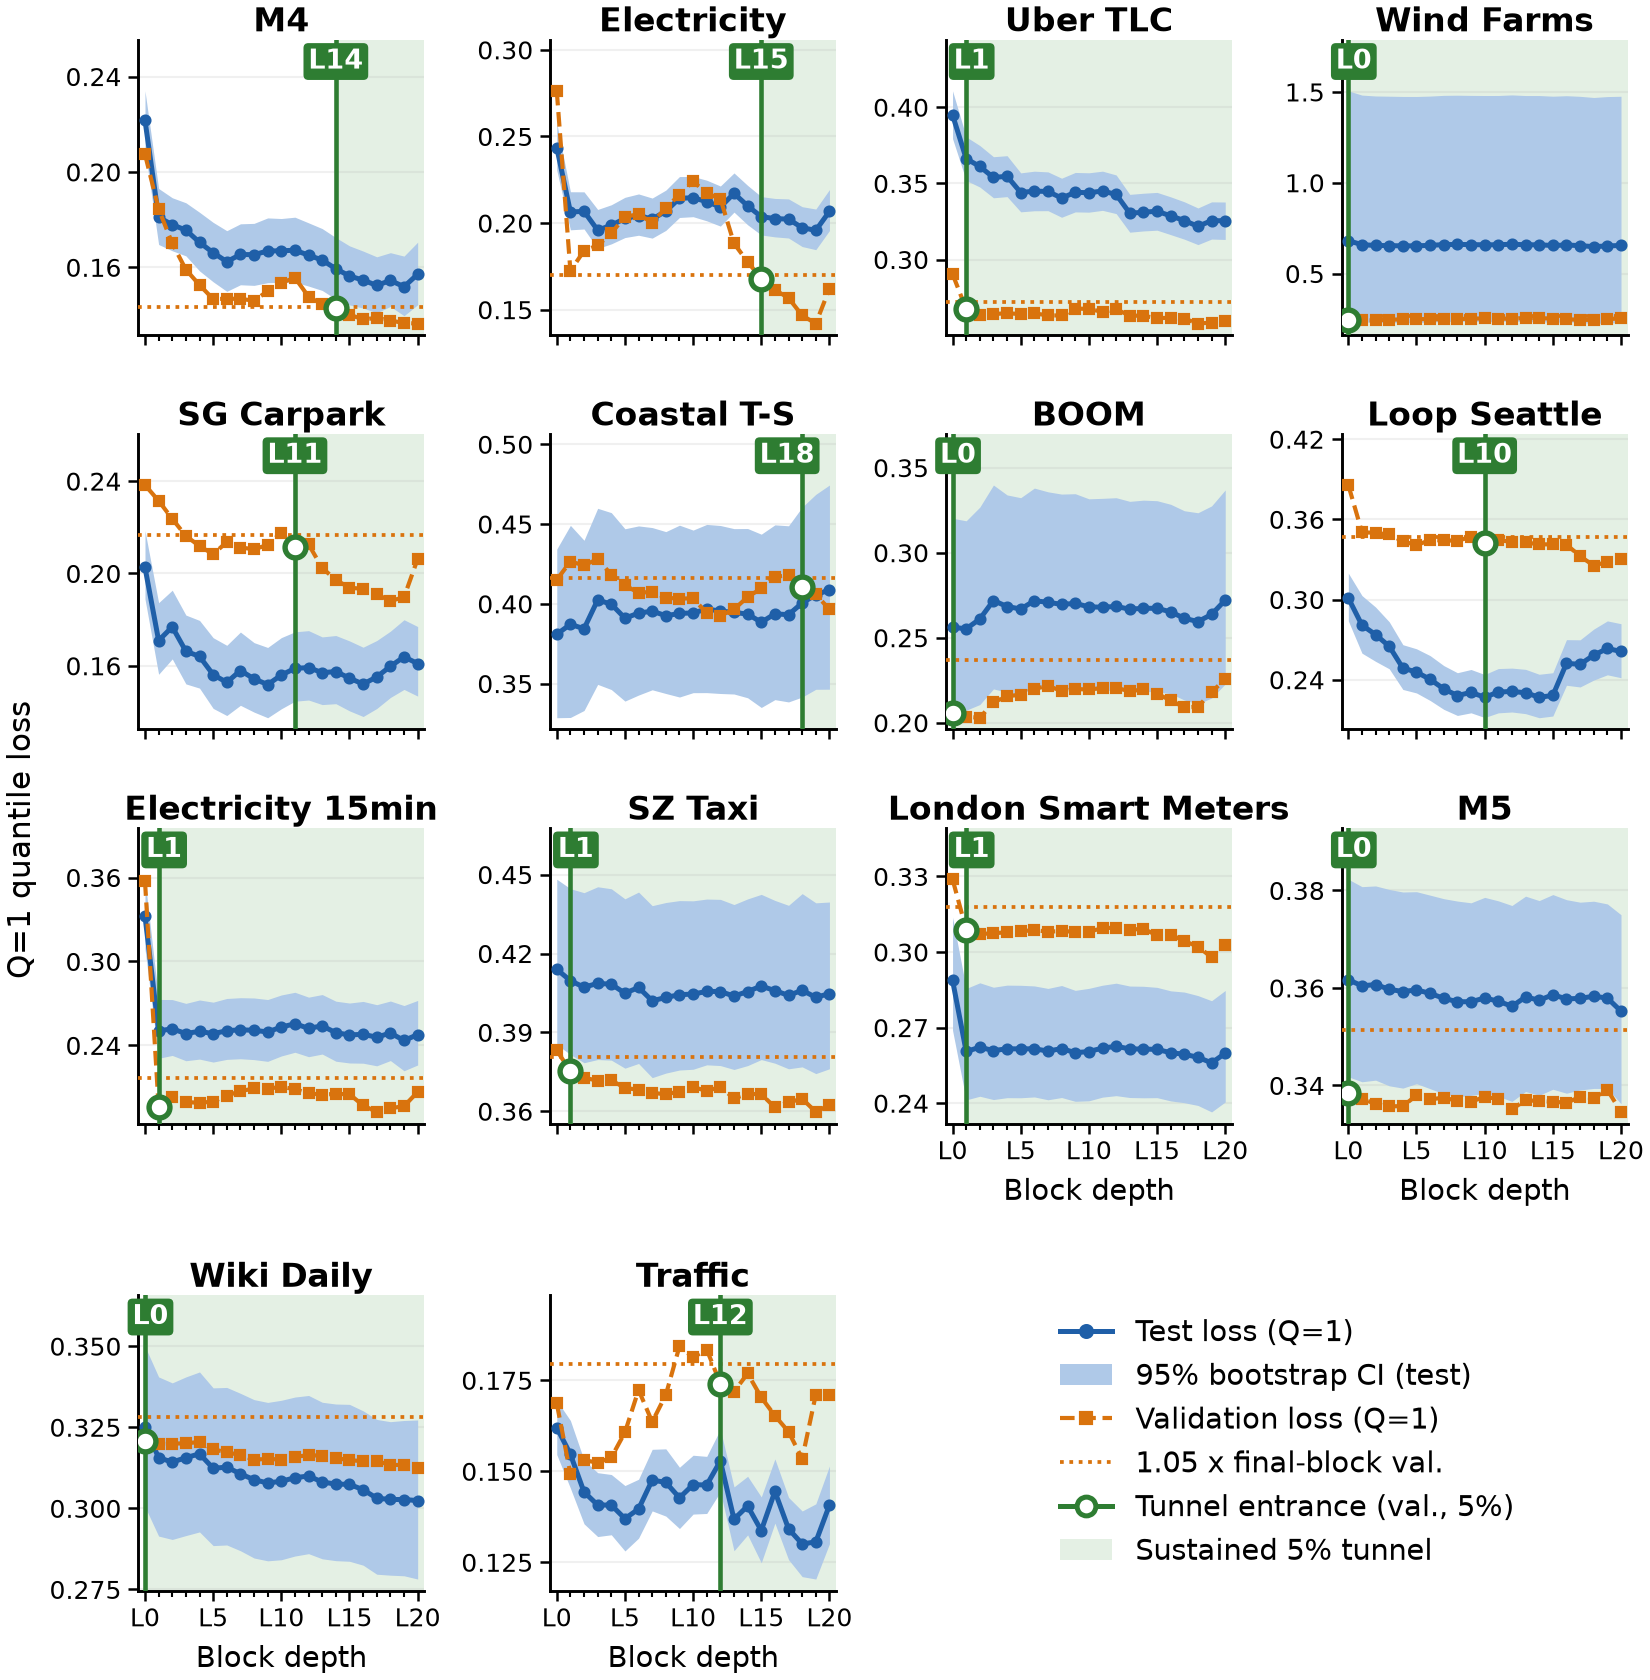 M4
Electricity
Uber TLC
Wind Farms
0.24
0.20
0.16
L14
0.30
0.25
0.20
0.15
L15
0.40
0.35
0.30
L1
1.5
1.0
0.5
L0
SG Carpark
Coastal T-S
BOOM
Loop Seattle
0.24
0.20
0.16
L11
0.50
0.45
0.40
0.35
L18
0.35
0.30
0.25
0.20
L0
0.42
0.36
0.30
0.24
L10
Q=1 quantile loss
Electricity 15min
SZ Taxi
London Smart Meters
M5
0.36
0.30
0.24
L1
0.45
0.42
0.39
0.36
L1
0.33
0.30
0.27
0.24
L1
0.38
0.36
0.34
L0
L0 L5 L10 L15 L20
Block depth
L0 L5 L10 L15 L20
Block depth
Wiki Daily
Traffic
0.350
0.325
0.300
0.275
L0
0.175
0.150
0.125
L12
L0 L5 L10 L15 L20
Block depth
L0 L5 L10 L15 L20
Block depth
Test loss (Q=1)
95% bootstrap CI (test)
Validation loss (Q=1)
1.05 x final-block val.
Tunnel entrance (val., 5%)
Sustained 5% tunnel